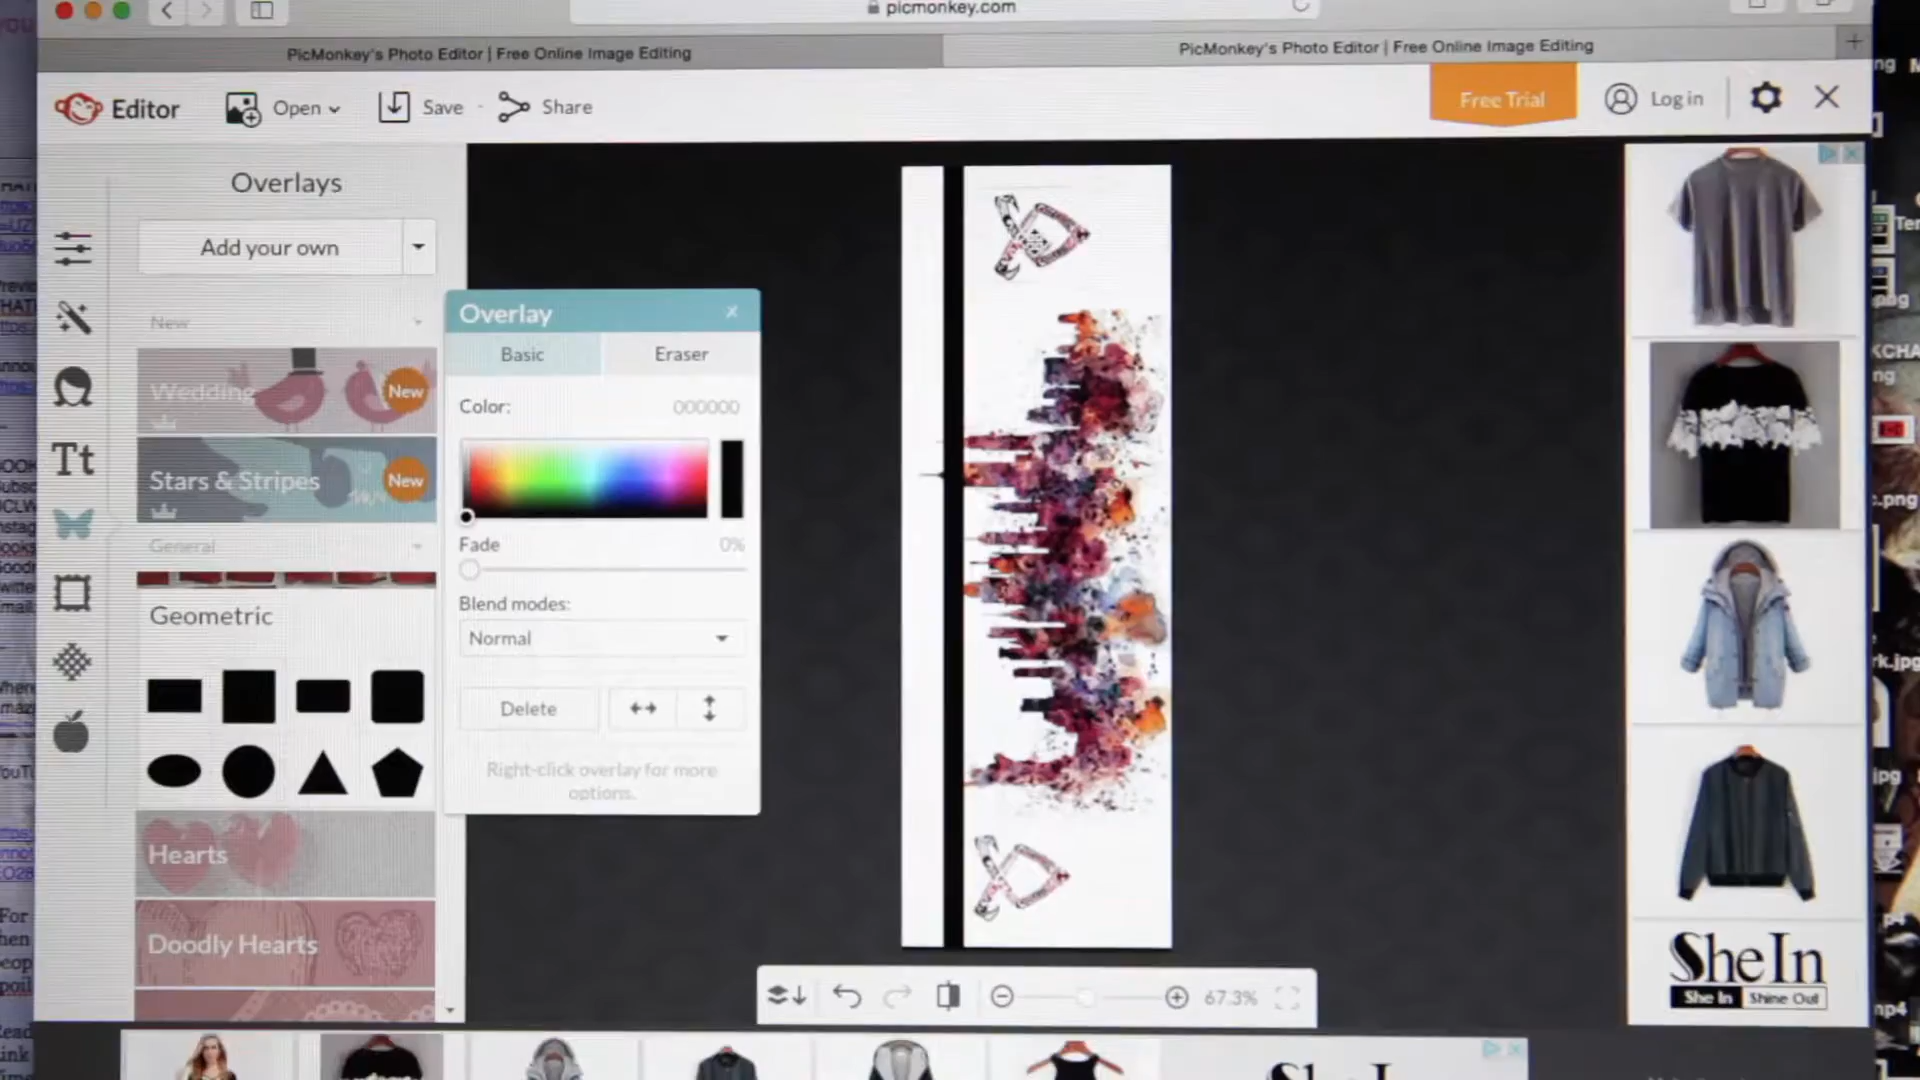 picmonkey.com
PicMonkey's Photo Editor | Free Online Image Editing
PicMonkey's Photo Editor | Free Online Image Editing
Editor
Open
Save
Share
Free Trial
Log in
Overlays
Add your own
New
Wedding
New
Stars & Stripes
New
General
Geometric
Hearts
Doodly Hearts
Overlay
Basic
Eraser
Color:
000000
Fade
0%
Blend modes:
Normal
Delete
Right-click overlay for more
options.
67.3%
SheIn
She In
Shine Out
.png
rk.jpg